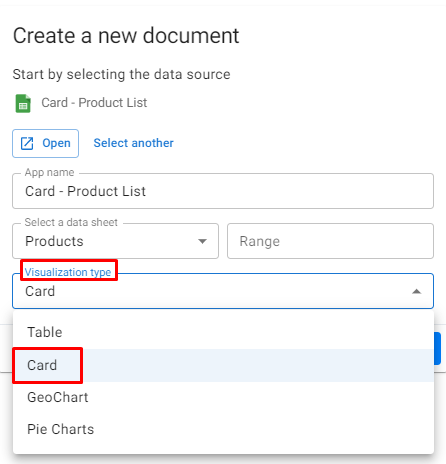 Create a new document
Start by selecting the data source
Card - Product List
Open Select another
App name
Card - Product List
Select a data sheet
Products Range
Visualization type
Card
Table
Card
GeoChart
Pie Charts